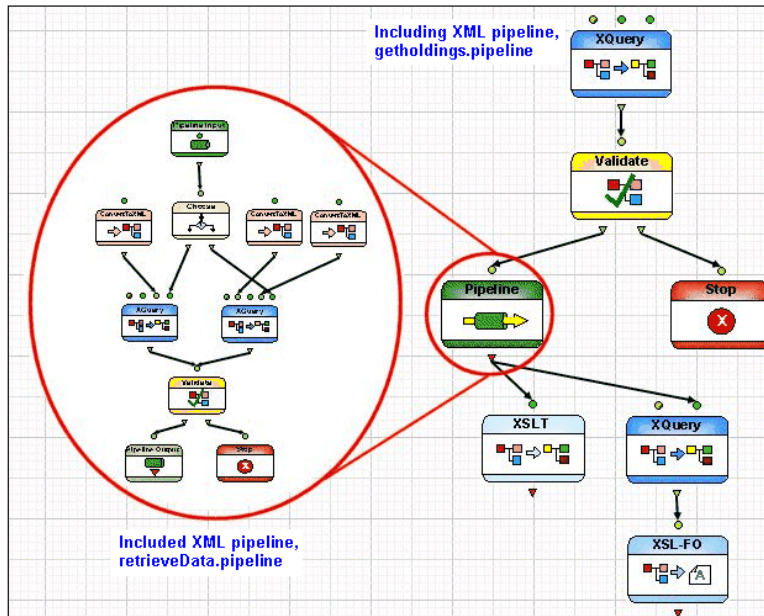 Including XML pipeline,
getholdings.pipeline
XQuery
Validate
Pipeline
Stop
XSLT
XQuery
XSL-FO
A
Pipeline Input
Choose
ConvertToXML
ConvertToXML
ConvertToXML
XQuery
XQuery
Validate
Pipeline Output
Stop
Included XML pipeline,
retrieveData.pipeline